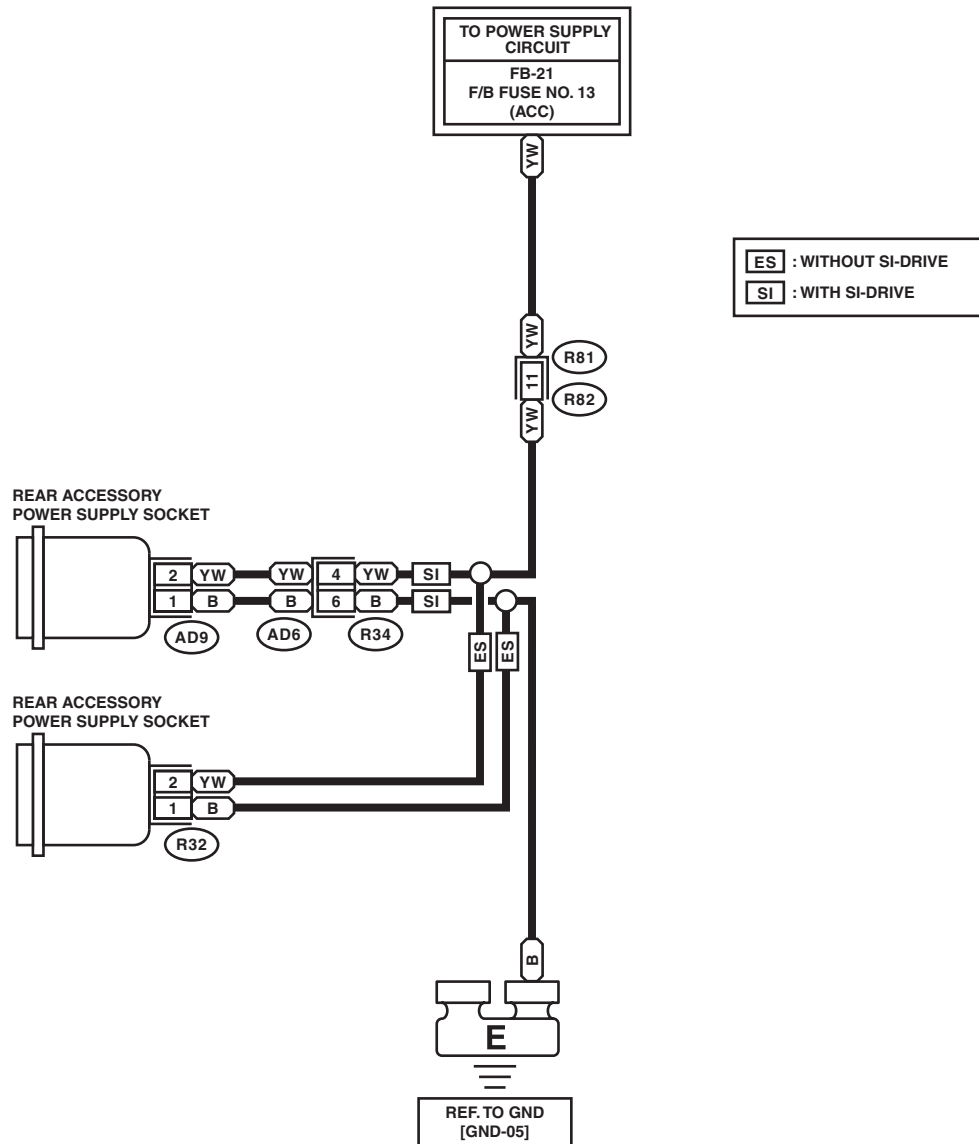 TO POWER SUPPLY
CIRCUIT
FB-21
F/B FUSE NO. 13
(ACC)
YW
ES : WITHOUT SI-DRIVE
SI : WITH SI-DRIVE
YW
R81
11
R82
YW
REAR ACCESSORY
POWER SUPPLY SOCKET
2 YW YW 4 YW SI
1 B B 6 B SI
AD9 AD6 R34
ES ES
REAR ACCESSORY
POWER SUPPLY SOCKET
2 YW
1 B
R32
B
E
REF. TO GND
[GND-05]